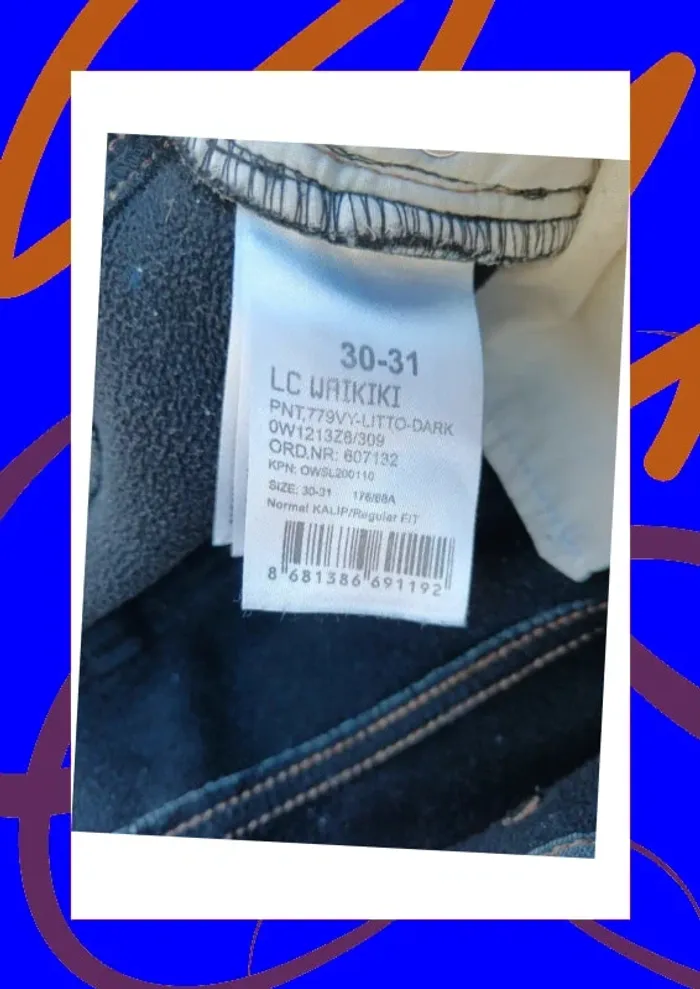 30-31
LC WAIKIKI
PNT,779VY-LITTO-DARK
0W1213Z8/309
ORD.NR: 607132
KPN: OWSL200110
SIZE: 30-31 176/88A
Normal KALIP/Regular FIT
8 681386 691192